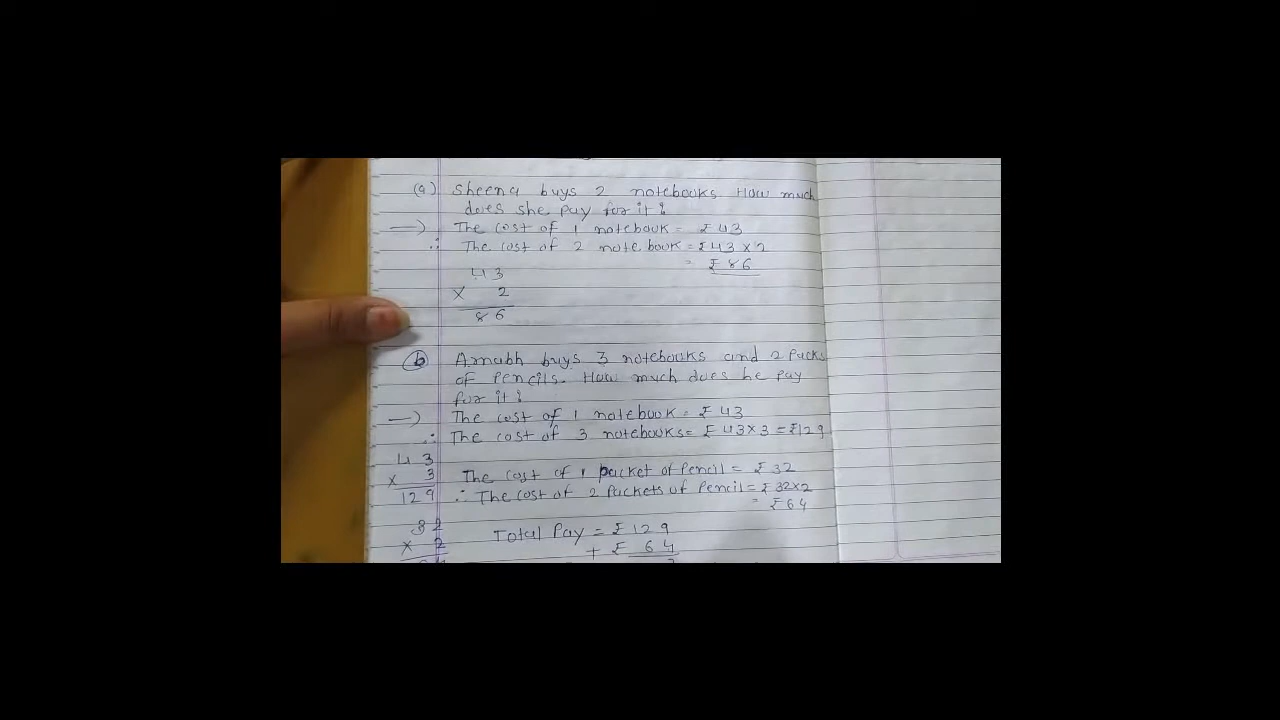 (a) Sheena buys 2 notebooks How much
does she pay for it?
→ The cost of 1 notebook = ₹ 43
∴ The cost of 2 notebook = ₹43 × 2
= ₹ 86
43
× 2
86
(b) Arnabh buys 3 notebooks and 2 packs
of Pencils. How much does he pay
for it?
→ The cost of 1 notebook = ₹ 43
∴ The cost of 3 notebooks = ₹ 43×3 = ₹129
43
× 3
129
The cost of 1 packet of Pencil = ₹ 32
∴ The cost of 2 Packets of Pencil = ₹ 32×2
= ₹64
32
× 2
Total Pay = ₹129
+ ₹ 64